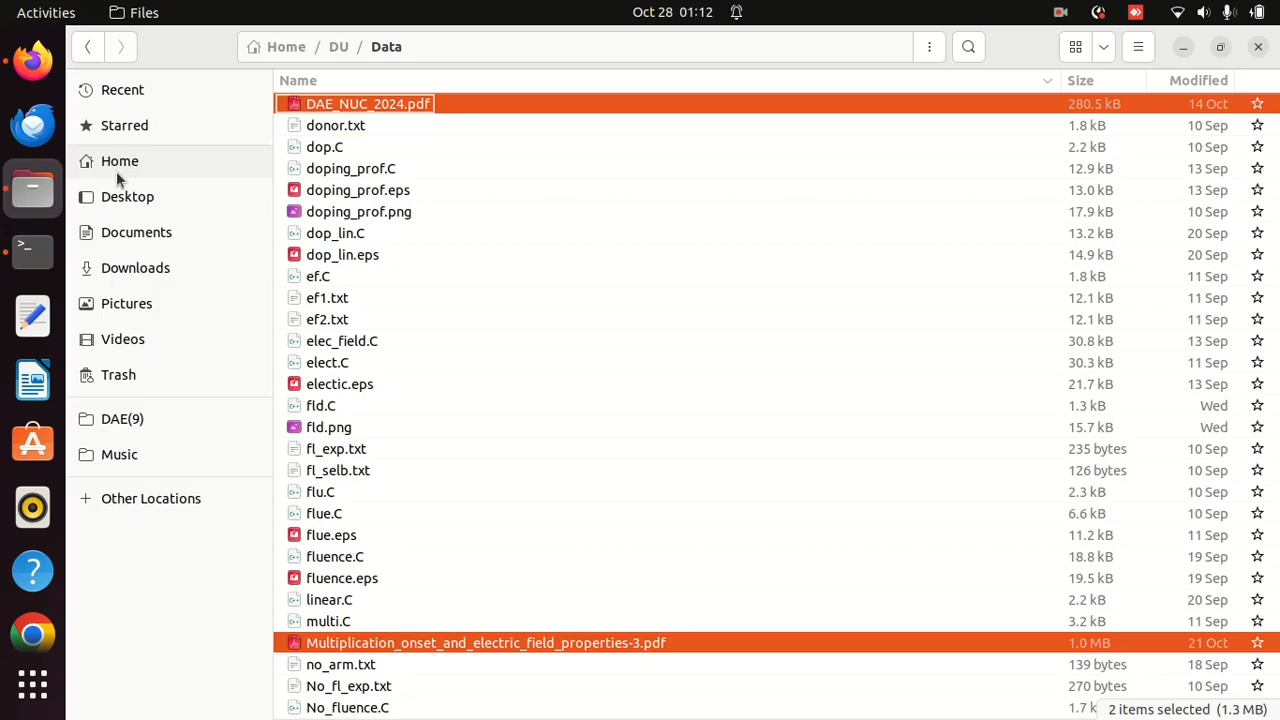 Activities Files Oct 28 01:12
Home / DU / Data
Name Size Modified
Recent
Starred
Home
Desktop
Documents
Downloads
Pictures
Videos
Trash
DAE(9)
Music
+ Other Locations
DAE_NUC_2024.pdf 280.5 kB 14 Oct
donor.txt 1.8 kB 10 Sep
dop.C 2.2 kB 10 Sep
doping_prof.C 12.9 kB 13 Sep
doping_prof.eps 13.0 kB 13 Sep
doping_prof.png 17.9 kB 10 Sep
dop_lin.C 13.2 kB 20 Sep
dop_lin.eps 14.9 kB 20 Sep
ef.C 1.8 kB 11 Sep
ef1.txt 12.1 kB 11 Sep
ef2.txt 12.1 kB 11 Sep
elec_field.C 30.8 kB 13 Sep
elect.C 30.3 kB 11 Sep
electic.eps 21.7 kB 13 Sep
fld.C 1.3 kB Wed
fld.png 15.7 kB Wed
fl_exp.txt 235 bytes 10 Sep
fl_selb.txt 126 bytes 10 Sep
flu.C 2.3 kB 10 Sep
flue.C 6.6 kB 10 Sep
flue.eps 11.2 kB 11 Sep
fluence.C 18.8 kB 19 Sep
fluence.eps 19.5 kB 19 Sep
linear.C 2.2 kB 20 Sep
multi.C 3.2 kB 11 Sep
Multiplication_onset_and_electric_field_properties-3.pdf 1.0 MB 21 Oct
no_arm.txt 139 bytes 18 Sep
No_fl_exp.txt 270 bytes 10 Sep
No_fluence.C 1.7 k
2 items selected (1.3 MB)